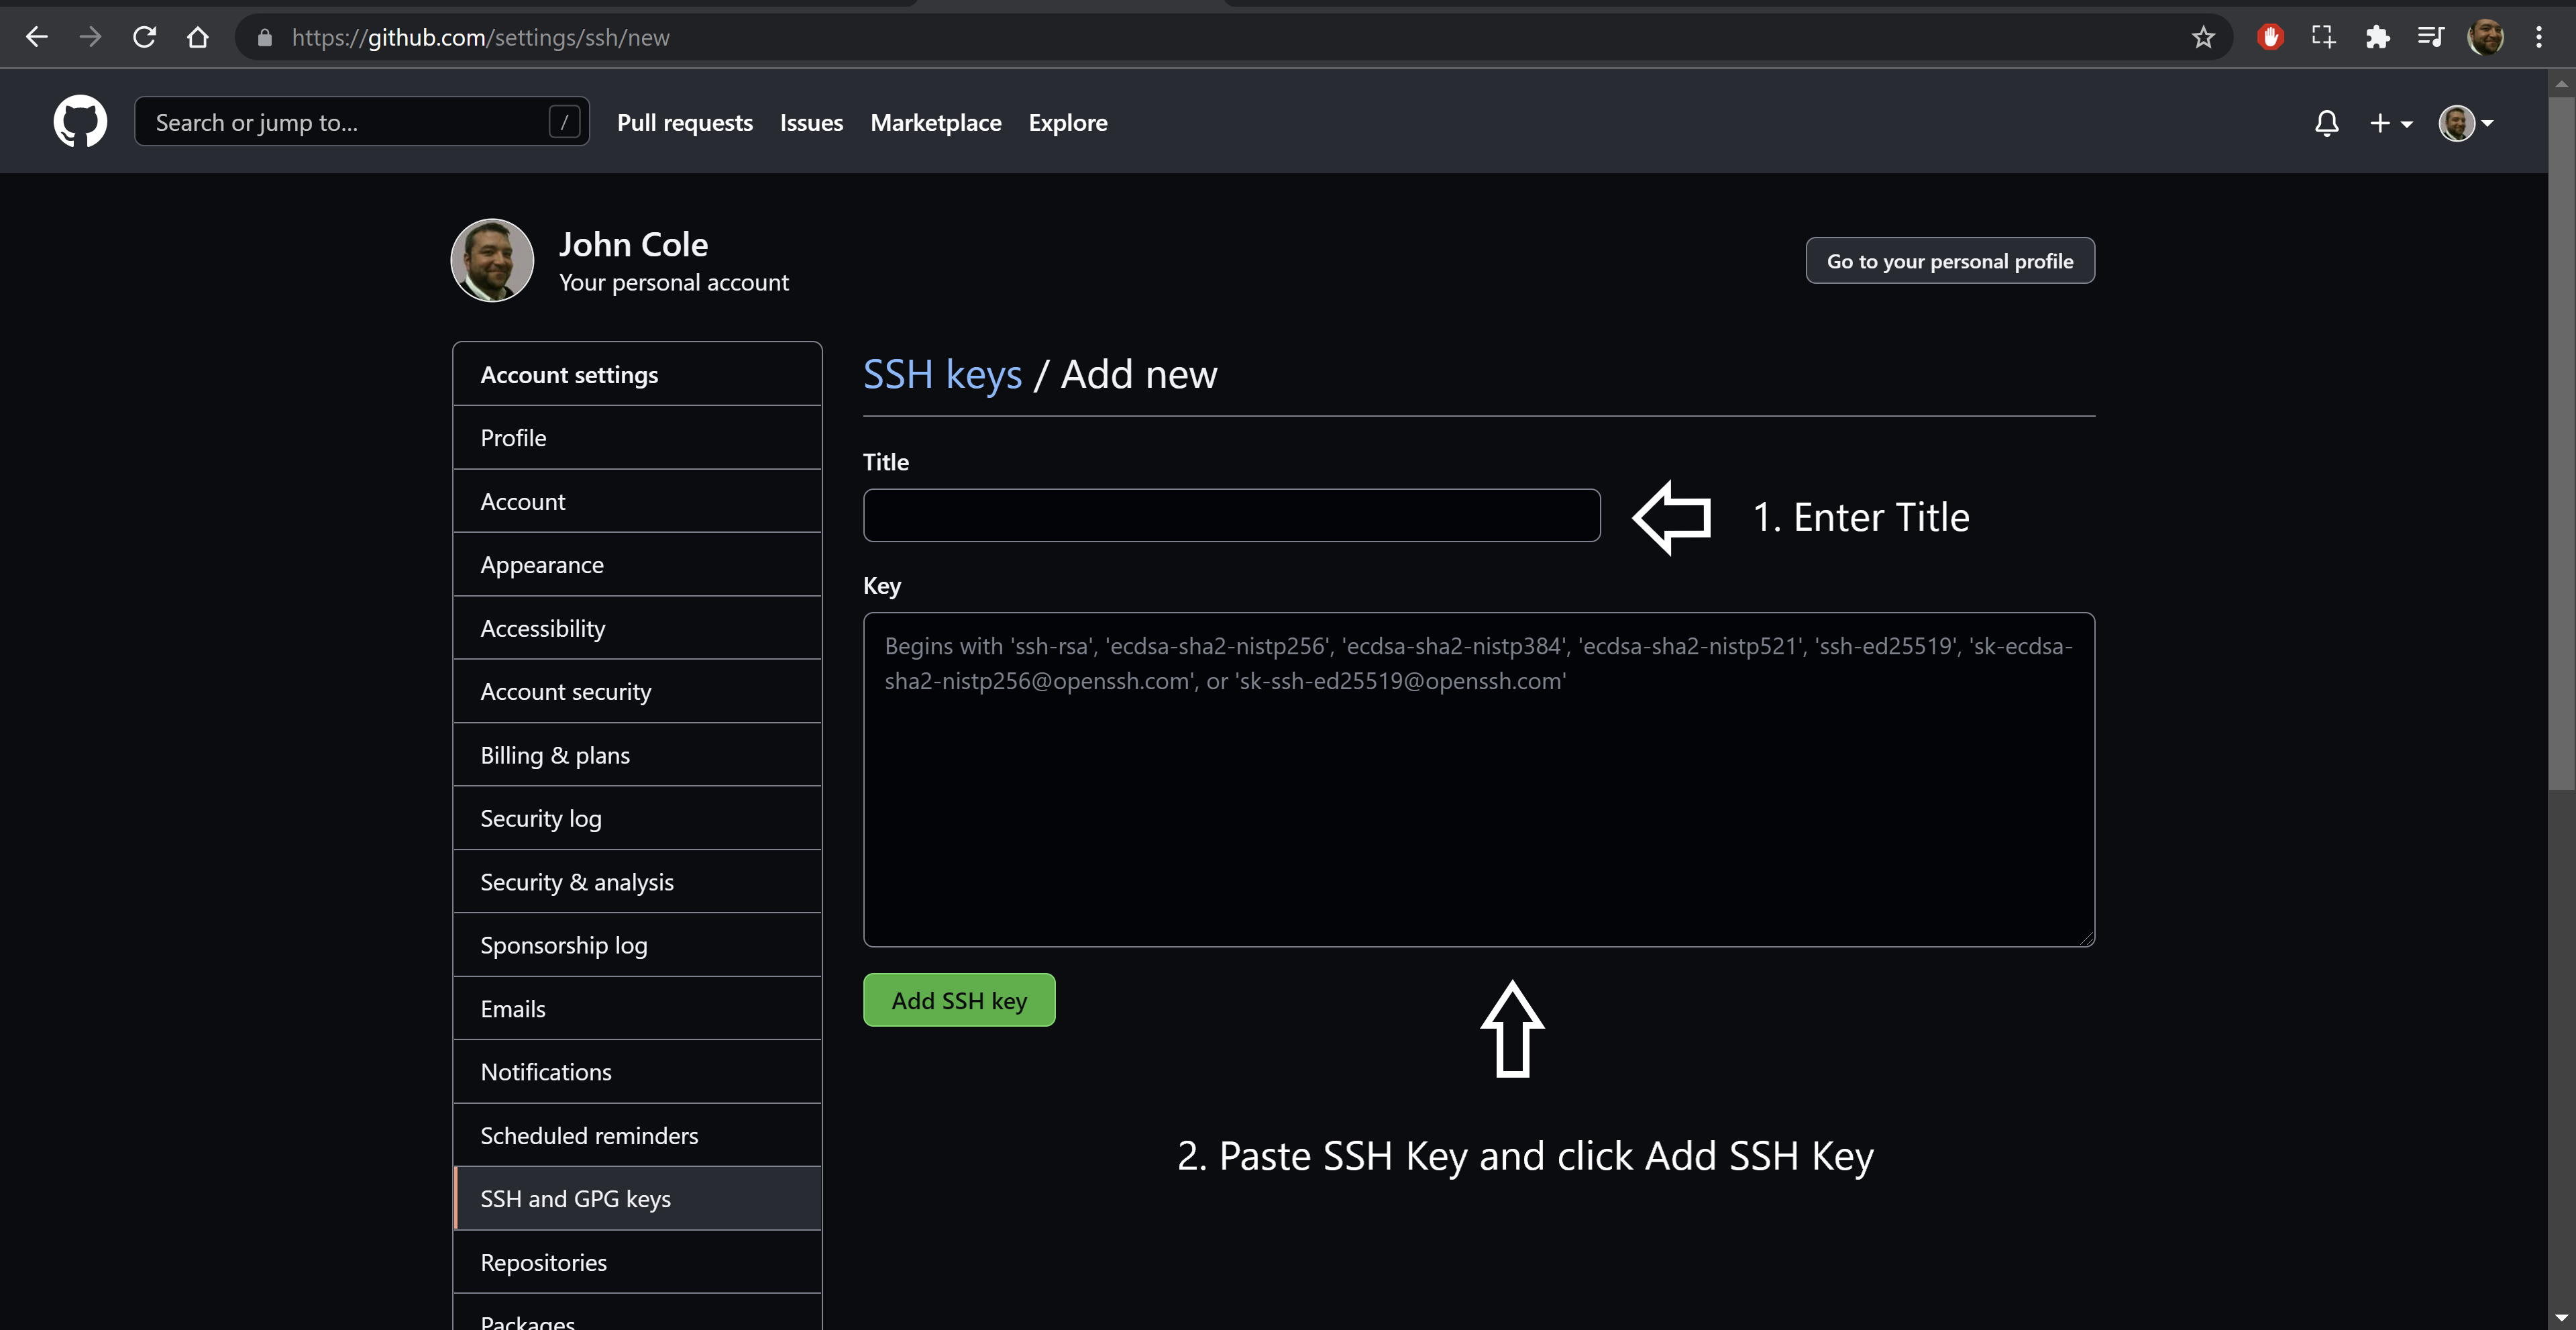 https://github.com/settings/ssh/new
Search or jump to... /
Pull requests Issues Marketplace Explore
John Cole
Your personal account
Go to your personal profile
Account settings
Profile
Account
Appearance
Accessibility
Account security
Billing & plans
Security log
Security & analysis
Sponsorship log
Emails
Notifications
Scheduled reminders
SSH and GPG keys
Repositories
Packages
SSH keys / Add new
Title
1. Enter Title
Key
Begins with 'ssh-rsa', 'ecdsa-sha2-nistp256', 'ecdsa-sha2-nistp384', 'ecdsa-sha2-nistp521', 'ssh-ed25519', 'sk-ecdsa-
sha2-nistp256@openssh.com', or 'sk-ssh-ed25519@openssh.com'
Add SSH key
2. Paste SSH Key and click Add SSH Key